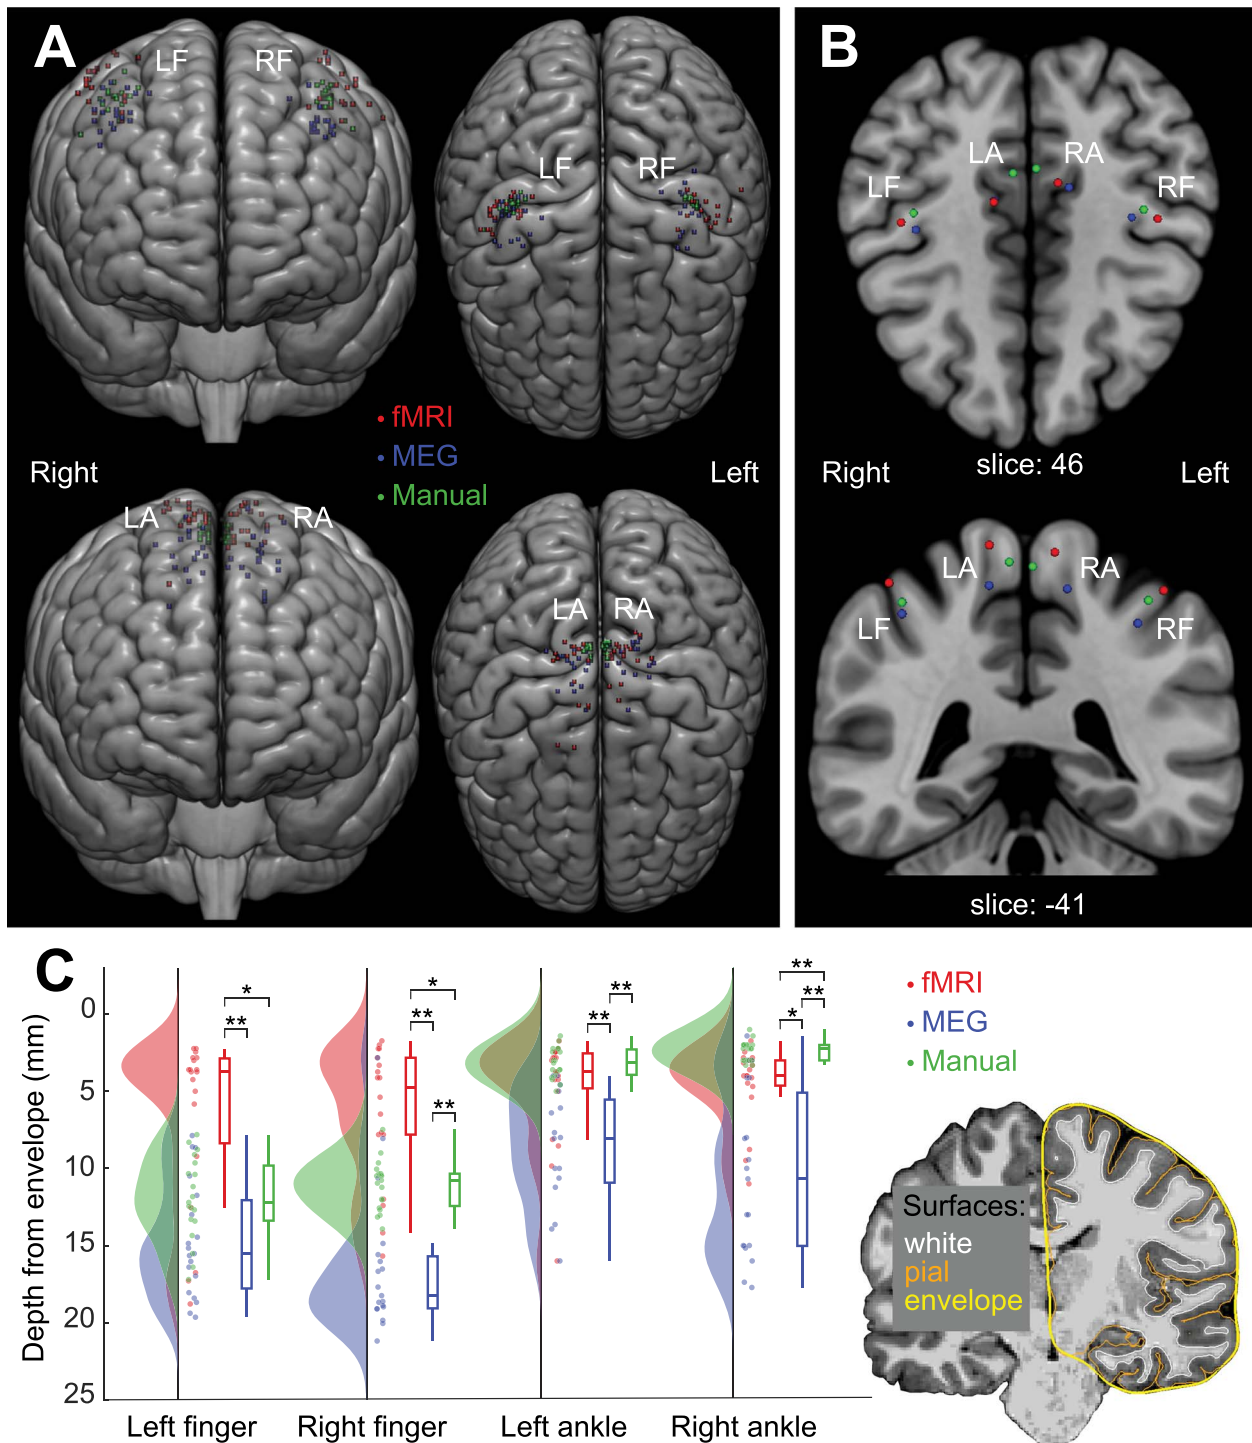 A
LF RF
LF RF
fMRI
MEG
Manual
Right
Left
LA RA
LA RA
B
LA RA
LF RF
slice: 46
Right
Left
LA RA
LF RF
slice: -41
C
Depth from envelope (mm)
0
5
10
15
20
25
* **
* ** **
** **
** * **
Left finger
Right finger
Left ankle
Right ankle
fMRI
MEG
Manual
Surfaces:
white
pial
envelope